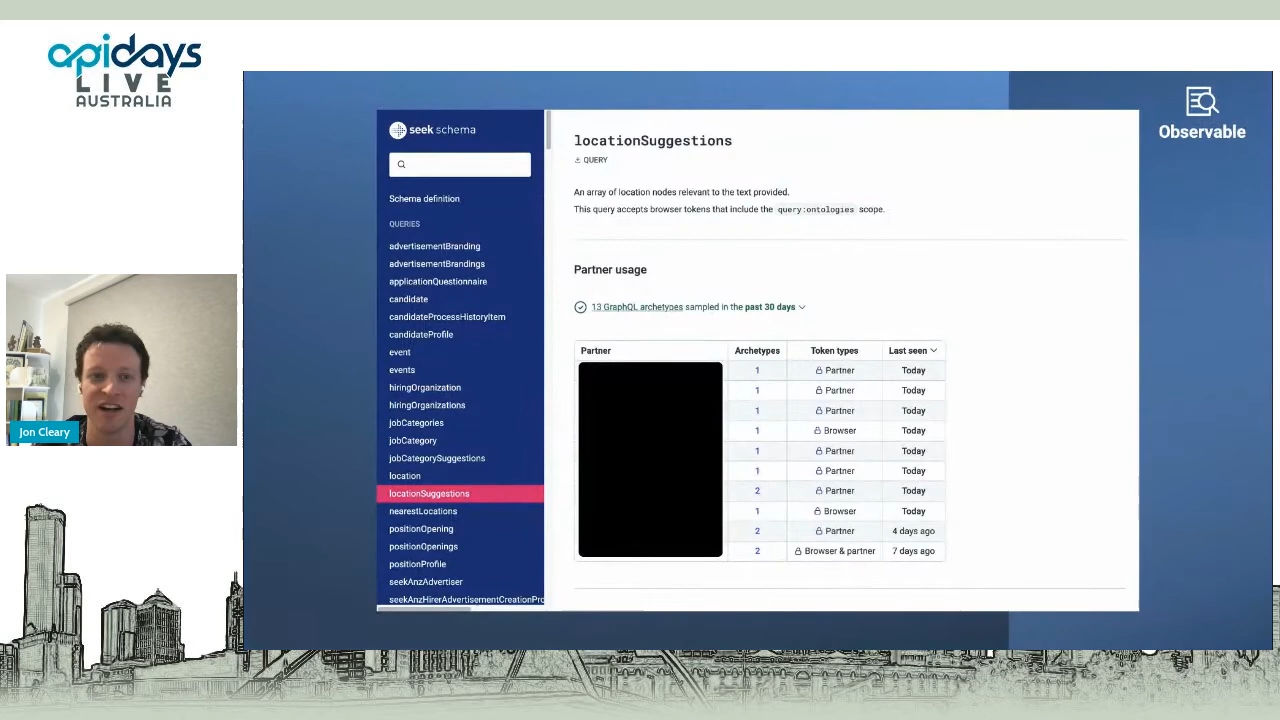 apidays
LIVE
AUSTRALIA
Observable
seek schema
Schema definition
QUERIES
advertisementBranding
advertisementBrandings
applicationQuestionnaire
candidate
candidateProcessHistoryItem
candidateProfile
event
events
hiringOrganization
hiringOrganizations
jobCategories
jobCategory
jobCategorySuggestions
location
locationSuggestions
nearestLocations
positionOpening
positionOpenings
positionProfile
seekAnzAdvertiser
seekAnzHirerAdvertisementCreationPro
locationSuggestions
QUERY
An array of location nodes relevant to the text provided.
This query accepts browser tokens that include the query:ontologies scope.
Partner usage
13 GraphQL archetypes sampled in the past 30 days
Partner Archetypes Token types Last seen
1 Partner Today
1 Partner Today
1 Partner Today
1 Browser Today
1 Partner Today
1 Partner Today
2 Partner Today
1 Browser Today
2 Partner 4 days ago
2 Browser & partner 7 days ago
Jon Cleary